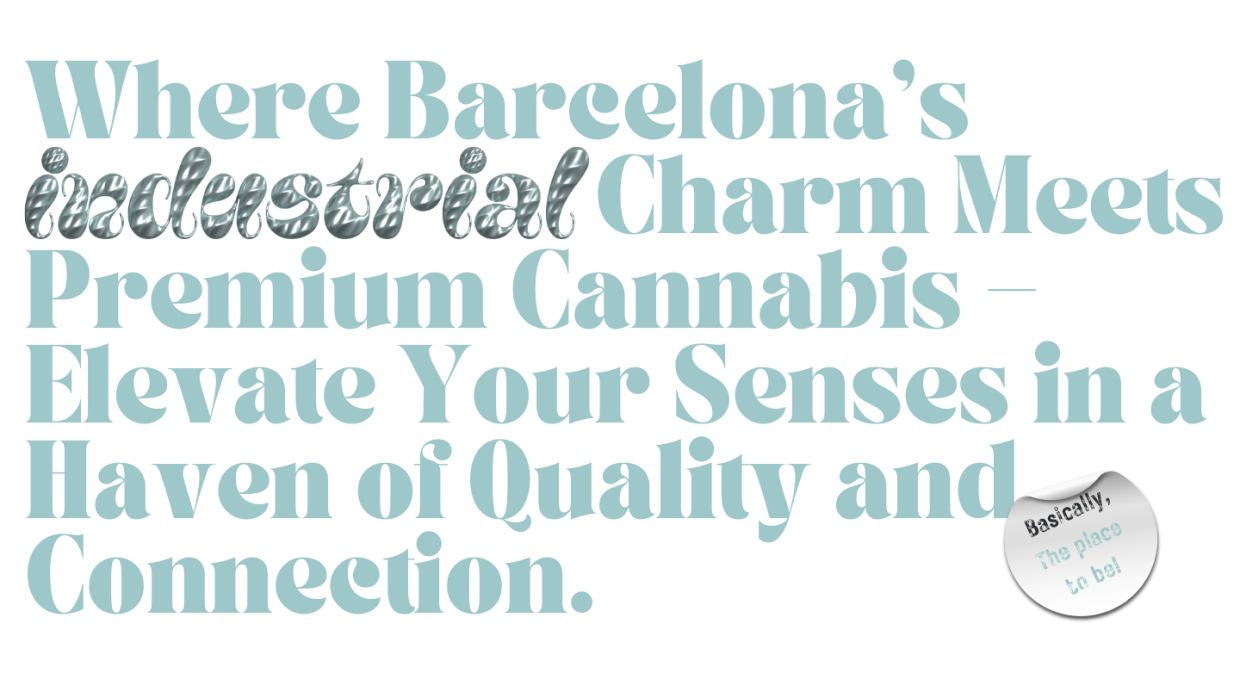 Where Barcelona’s
industrial Charm Meets
Premium Cannabis —
Elevate Your Senses in a
Haven of Quality and
Connection.
Basically,
The place
to be!